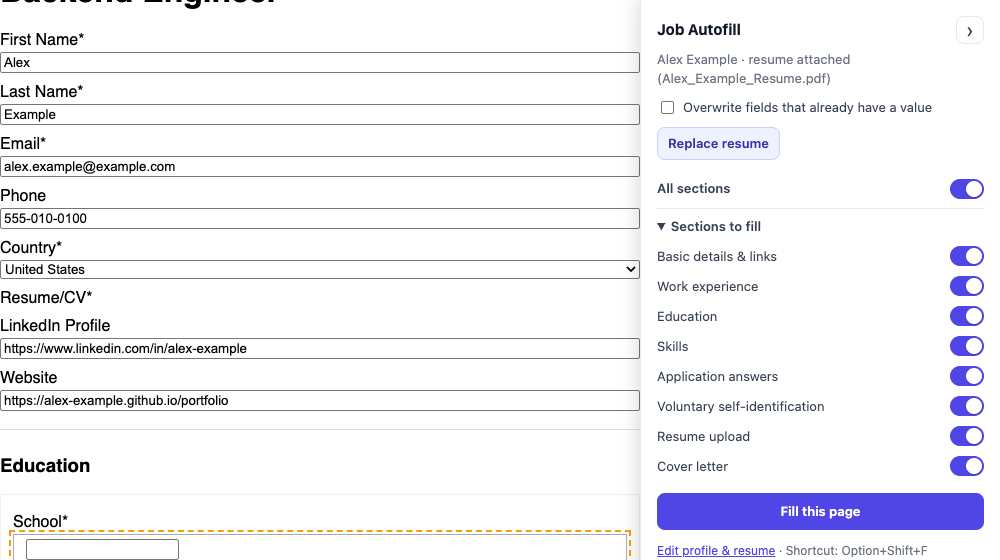 Backend Engineer
First Name*
Alex
Last Name*
Example
Email*
alex.example@example.com
Phone
555-010-0100
Country*
United States
Resume/CV*
LinkedIn Profile
https://www.linkedin.com/in/alex-example
Website
https://alex-example.github.io/portfolio
Education
School*
Job Autofill
Alex Example · resume attached
(Alex_Example_Resume.pdf)
Overwrite fields that already have a value
Replace resume
All sections
▼ Sections to fill
Basic details & links
Work experience
Education
Skills
Application answers
Voluntary self-identification
Resume upload
Cover letter
Fill this page
Edit profile & resume · Shortcut: Option+Shift+F